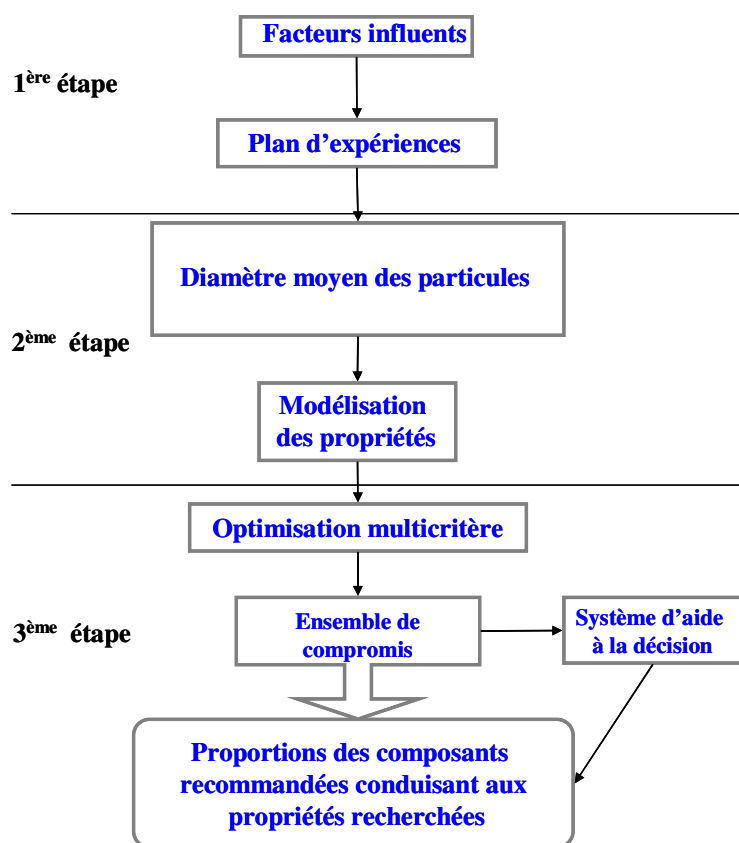 Facteurs influents
1ère étape
Plan d'expériences
Diamètre moyen des particules
2ème étape
Modélisation
des propriétés
Optimisation multicritère
3ème étape
Ensemble de
compromis
Système d'aide
à la décision
Proportions des composants
recommandées conduisant aux
propriétés recherchées